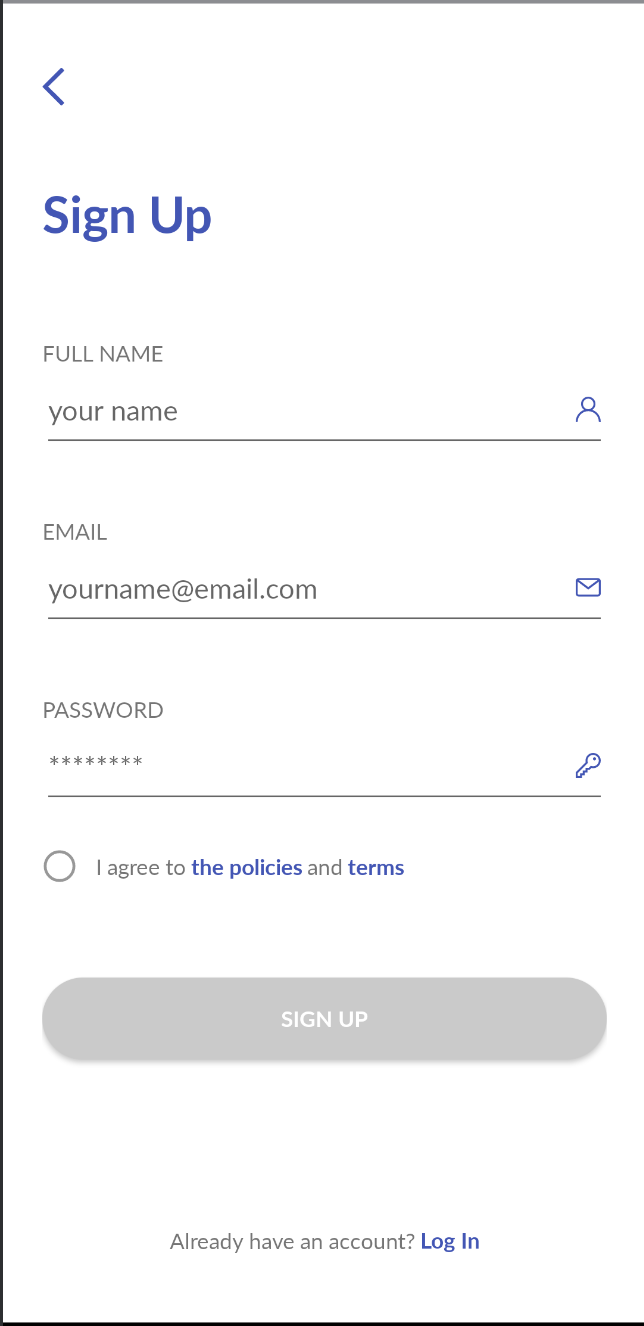 Sign Up
FULL NAME
your name
EMAIL
yourname@email.com
PASSWORD
********
I agree to the policies and terms
SIGN UP
Already have an account? Log In